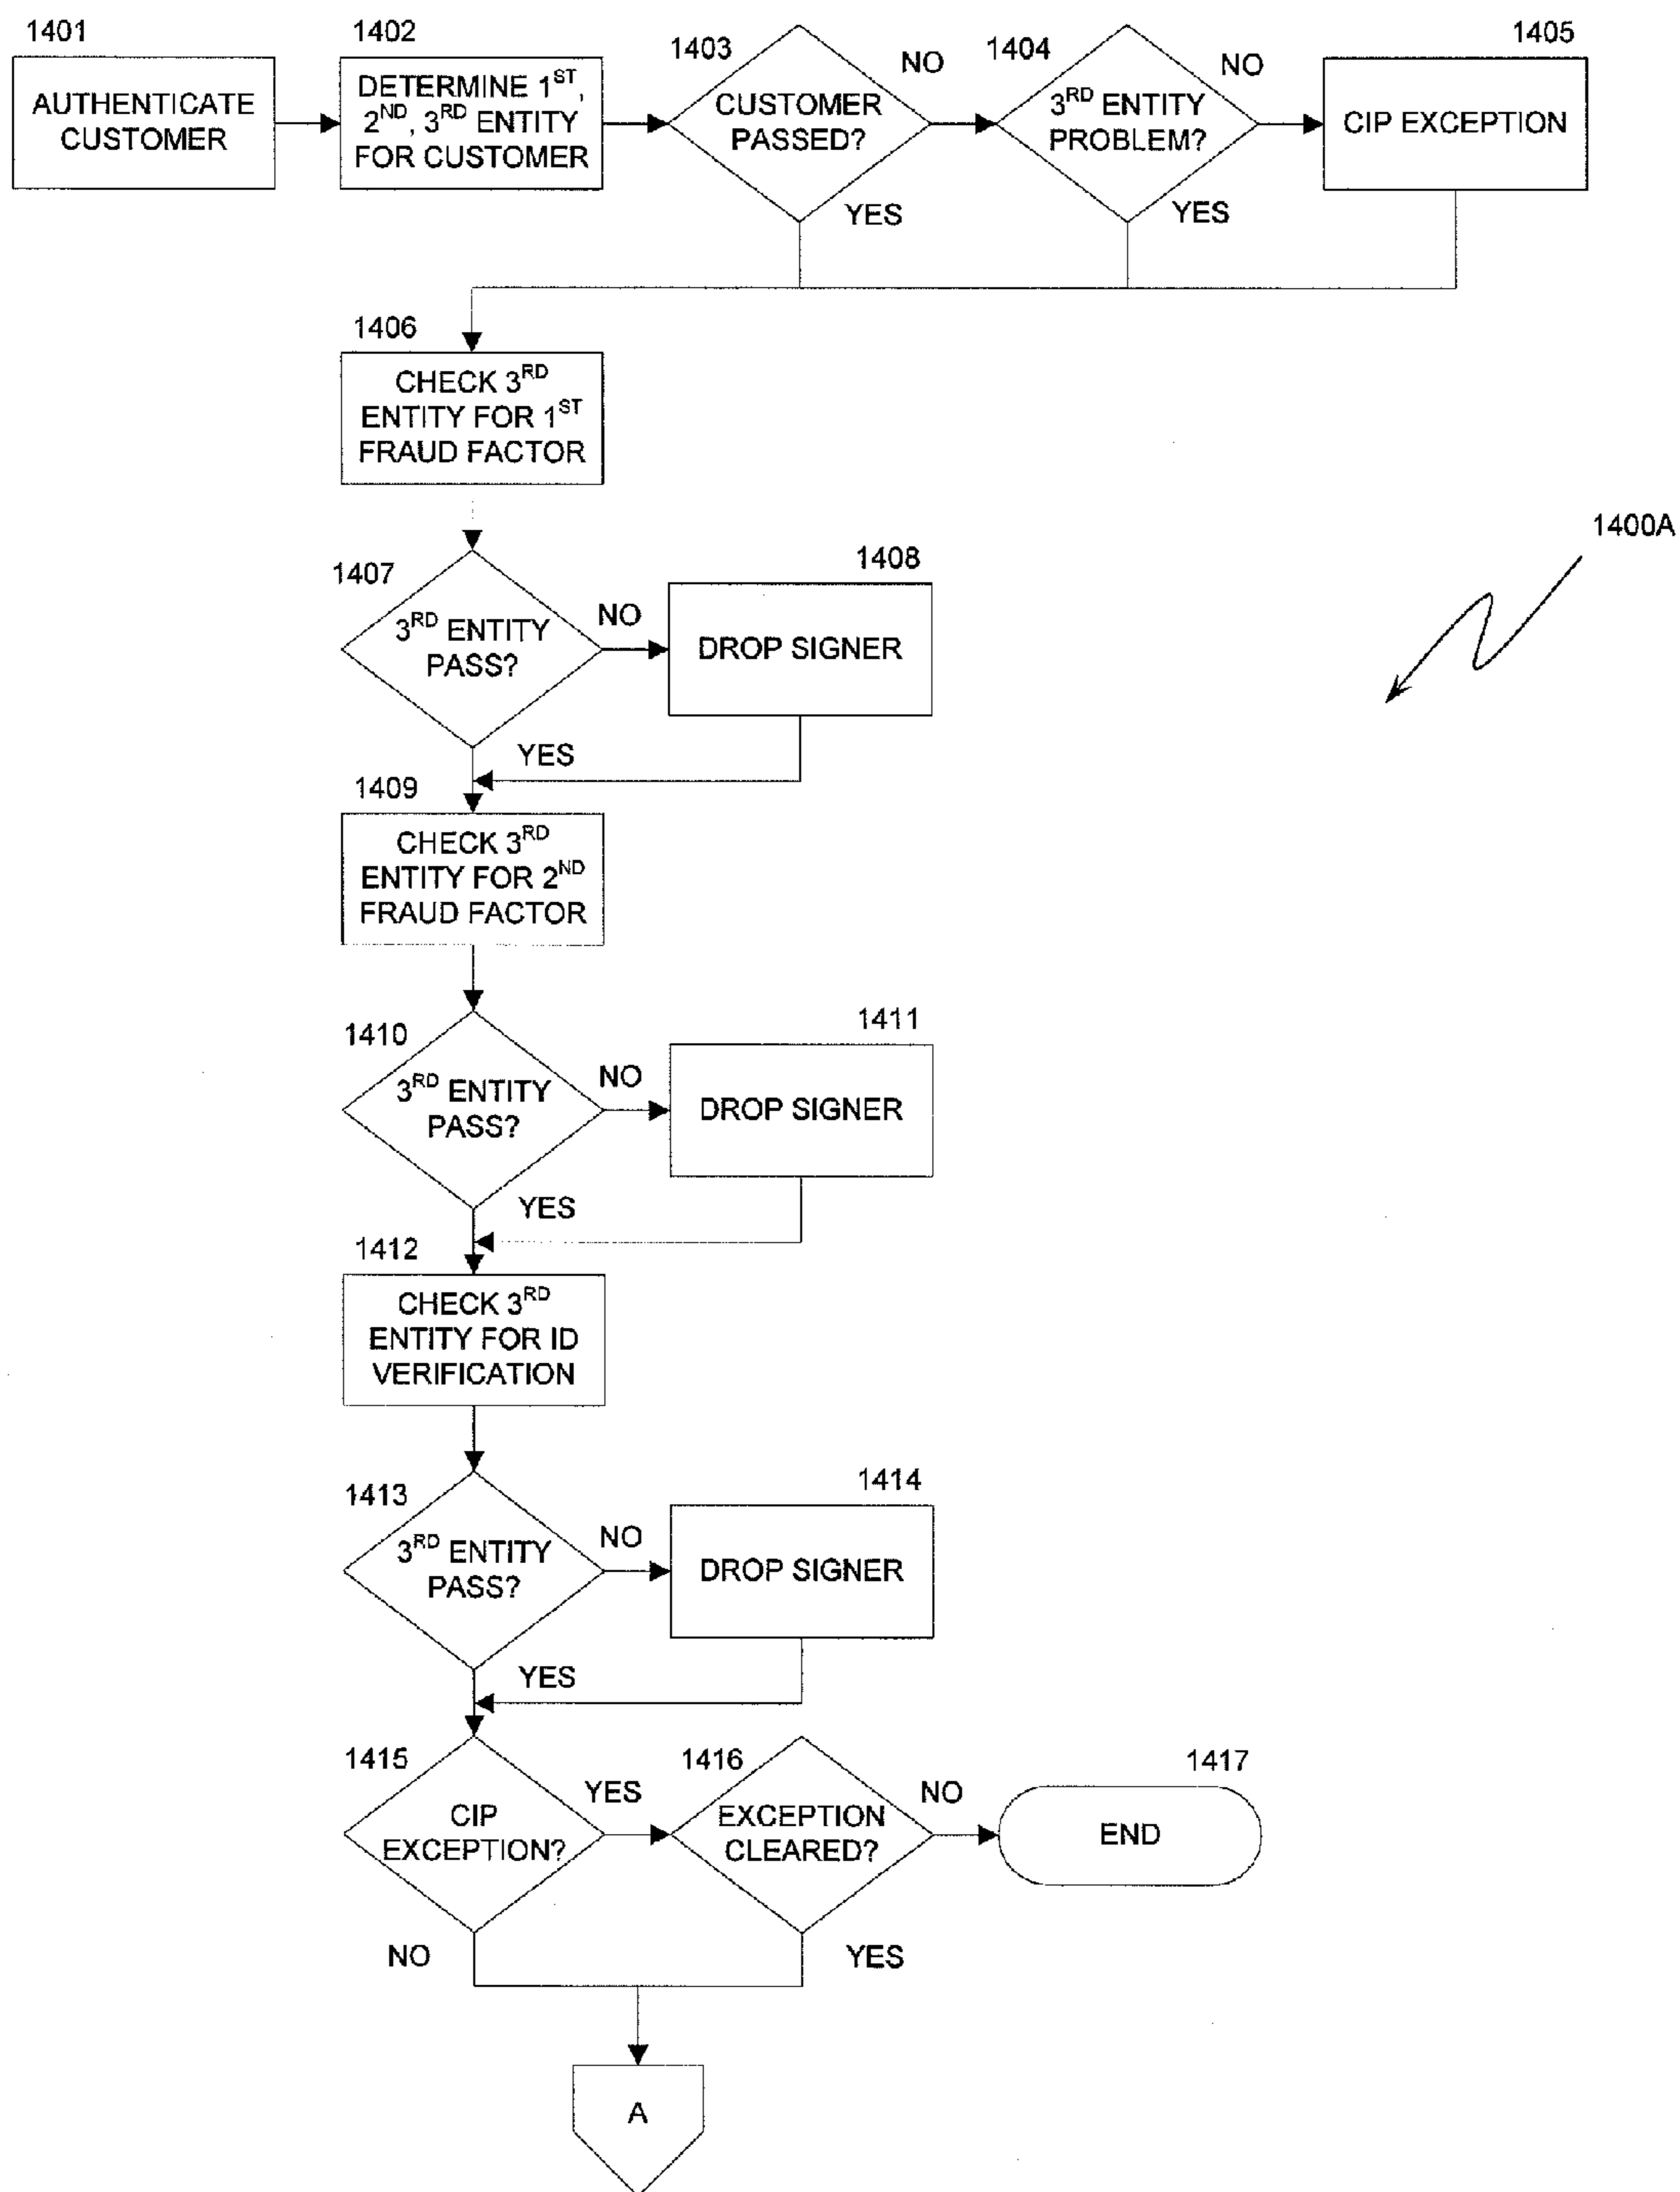 1401
AUTHENTICATE
CUSTOMER
1402
DETERMINE 1ST,
2ND, 3RD ENTITY
FOR CUSTOMER
1403
CUSTOMER
PASSED?
NO
YES
1404
3RD ENTITY
PROBLEM?
NO
YES
1405
CIP EXCEPTION
1406
CHECK 3RD
ENTITY FOR 1ST
FRAUD FACTOR
1400A
1407
3RD ENTITY
PASS?
NO
YES
1408
DROP SIGNER
1409
CHECK 3RD
ENTITY FOR 2ND
FRAUD FACTOR
1410
3RD ENTITY
PASS?
NO
YES
1411
DROP SIGNER
1412
CHECK 3RD
ENTITY FOR ID
VERIFICATION
1413
3RD ENTITY
PASS?
NO
YES
1414
DROP SIGNER
1415
CIP
EXCEPTION?
YES
NO
1416
EXCEPTION
CLEARED?
NO
YES
1417
END
A